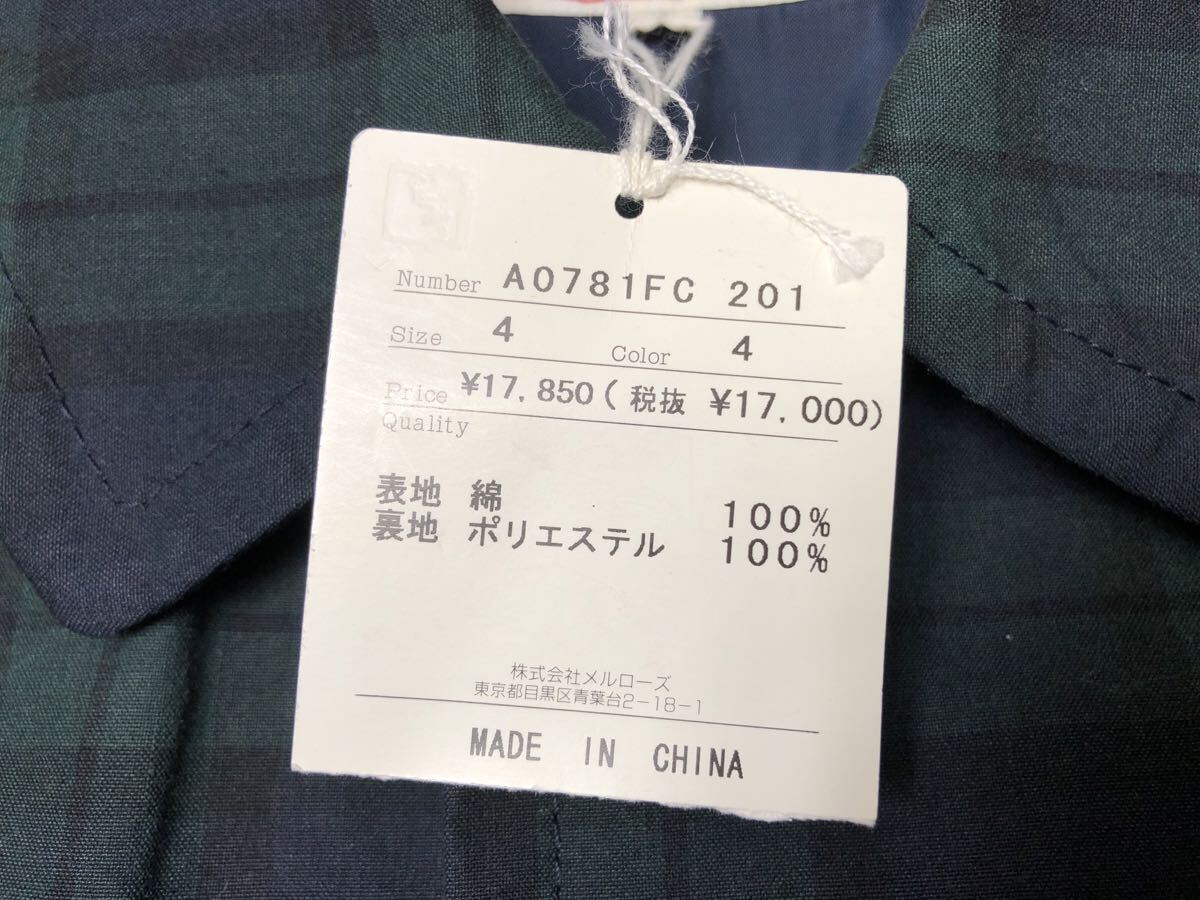 Number A0781FC 201
Size 4 Color 4
Price ¥17,850(税抜 ¥17,000)
Quality
表地 綿 100%
裏地 ポリエステル 100%
株式会社メルローズ
東京都目黒区青葉台2-18-1
MADE IN CHINA